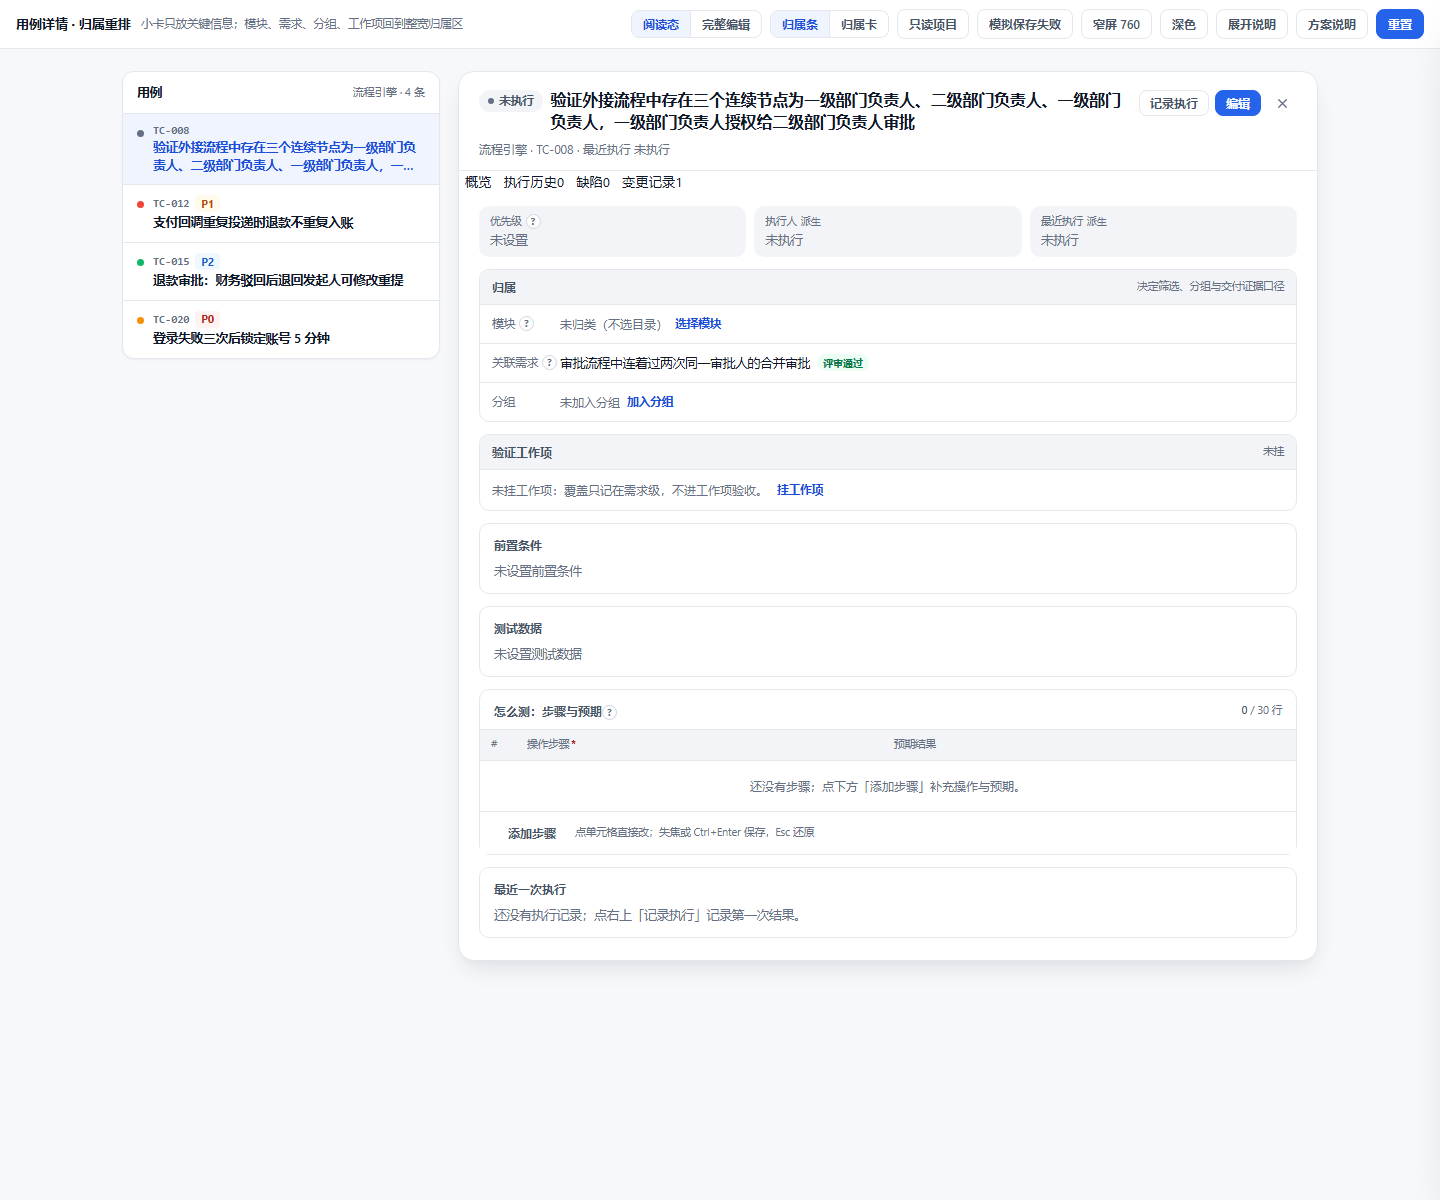 用例详情 · 归属重排 小卡只放关键信息；模块、需求、分组、工作项回到整宽归属区 阅读态 完整编辑 归属条 归属卡 只读项目 模拟保存失败 窄屏 760 深色 展开说明 方案说明 重置
用例 流程引擎 · 4 条
TC-008
验证外接流程中存在三个连续节点为一级部门负
责人、二级部门负责人、一级部门负责人，一...
TC-012 P1
支付回调重复投递时退款不重复入账
TC-015 P2
退款审批：财务驳回后退回发起人可修改重提
TC-020 P0
登录失败三次后锁定账号 5 分钟
未执行 验证外接流程中存在三个连续节点为一级部门负责人、二级部门负责人、一级部门
负责人，一级部门负责人授权给二级部门负责人审批
记录执行 编辑 ×
流程引擎 · TC-008 · 最近执行 未执行
概览 执行历史0 缺陷0 变更记录1
优先级 ?
未设置
执行人 派生
未执行
最近执行 派生
未执行
归属 决定筛选、分组与交付证据口径
模块 ? 未归类（不选目录） 选择模块
关联需求 ? 审批流程中连着过两次同一审批人的合并审批 评审通过
分组 未加入分组 加入分组
验证工作项 未挂
未挂工作项：覆盖只记在需求级，不进工作项验收。 挂工作项
前置条件
未设置前置条件
测试数据
未设置测试数据
怎么测：步骤与预期 ? 0 / 30 行
# 操作步骤 * 预期结果
还没有步骤；点下方「添加步骤」补充操作与预期。
添加步骤 点单元格直接改；失焦或 Ctrl+Enter 保存，Esc 还原
最近一次执行
还没有执行记录；点右上「记录执行」记录第一次结果。